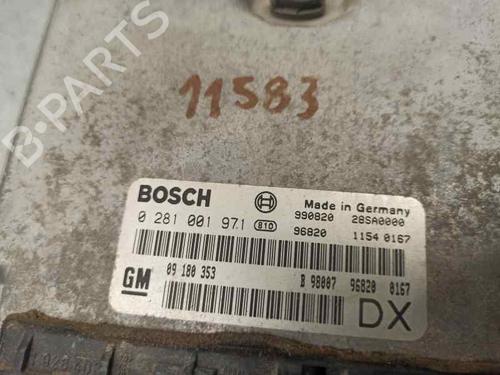 11583
BOSCH Made in Germany
990820 28SA0000
0 281 001 971 810 96820 1154 0167
GM 09 180 353 B 98007 96820 0167
DX
B-PARTS